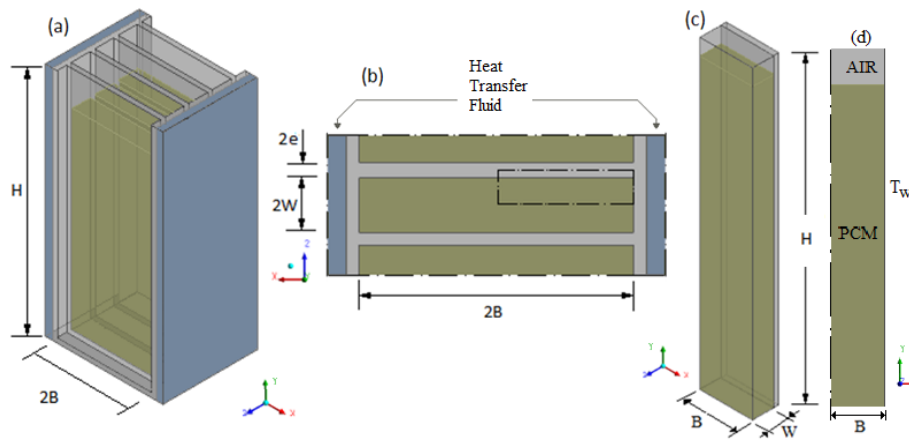 (a)
H
2B
Y
Z
X
(b)
Heat
Transfer
Fluid
2e
2W
Z
X
Y
2B
(c)
H
B
W
Y
Z
X
(d)
AIR
T_W
PCM
B
Y